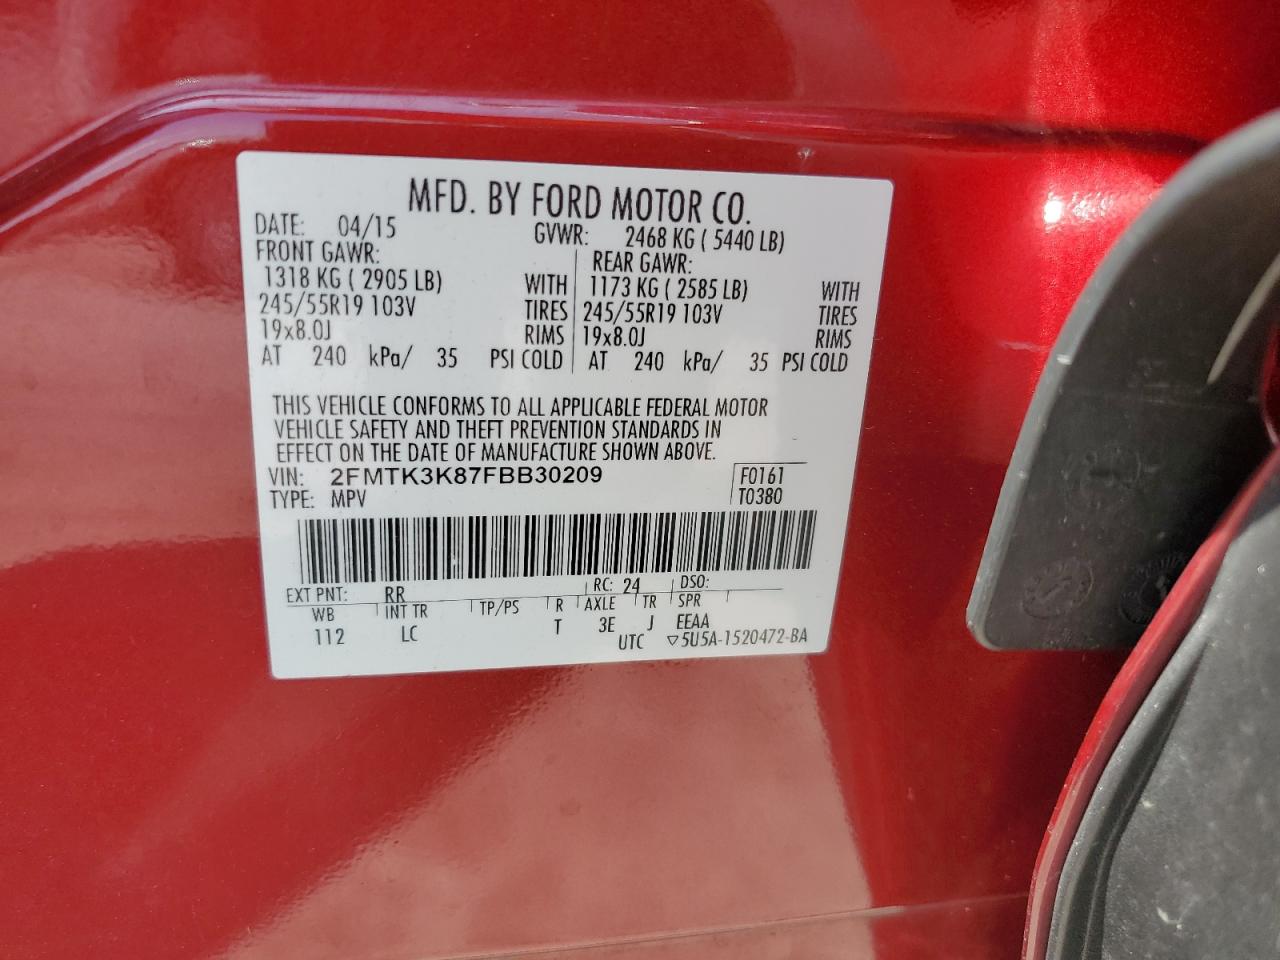 MFD. BY FORD MOTOR CO.
DATE: 04/15 GVWR: 2468 KG ( 5440 LB)
FRONT GAWR: REAR GAWR:
1318 KG ( 2905 LB) WITH 1173 KG ( 2585 LB) WITH
245/55R19 103V TIRES 245/55R19 103V TIRES
19x8.0J RIMS 19x8.0J RIMS
AT 240 kPa/ 35 PSI COLD AT 240 kPa/ 35 PSI COLD
THIS VEHICLE CONFORMS TO ALL APPLICABLE FEDERAL MOTOR
VEHICLE SAFETY AND THEFT PREVENTION STANDARDS IN
EFFECT ON THE DATE OF MANUFACTURE SHOWN ABOVE.
VIN: 2FMTK3K87FBB30209 F0161
TYPE: MPV T0380
EXT PNT: RR RC: 24 DSO:
WB INT TR TP/PS R AXLE TR SPR
112 LC T 3E J EEAA
UTC ▽5U5A-1520472-BA